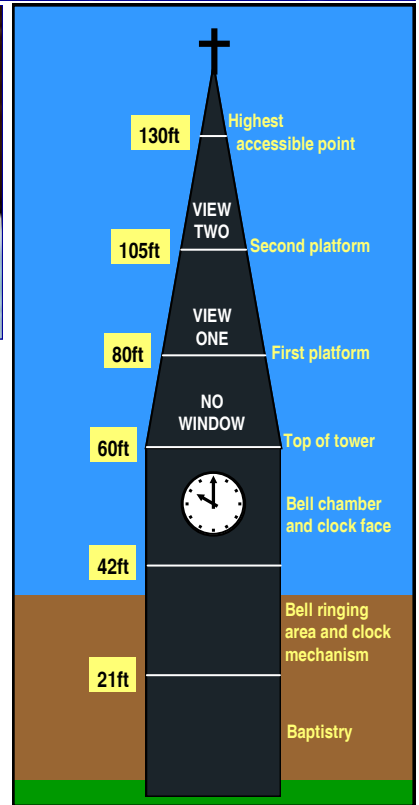 Highest
accessible point
130ft
VIEW
TWO
105ft
Second platform
VIEW
ONE
80ft
First platform
NO
WINDOW
60ft
Top of tower
Bell chamber
and clock face
42ft
Bell ringing
area and clock
mechanism
21ft
Baptistry